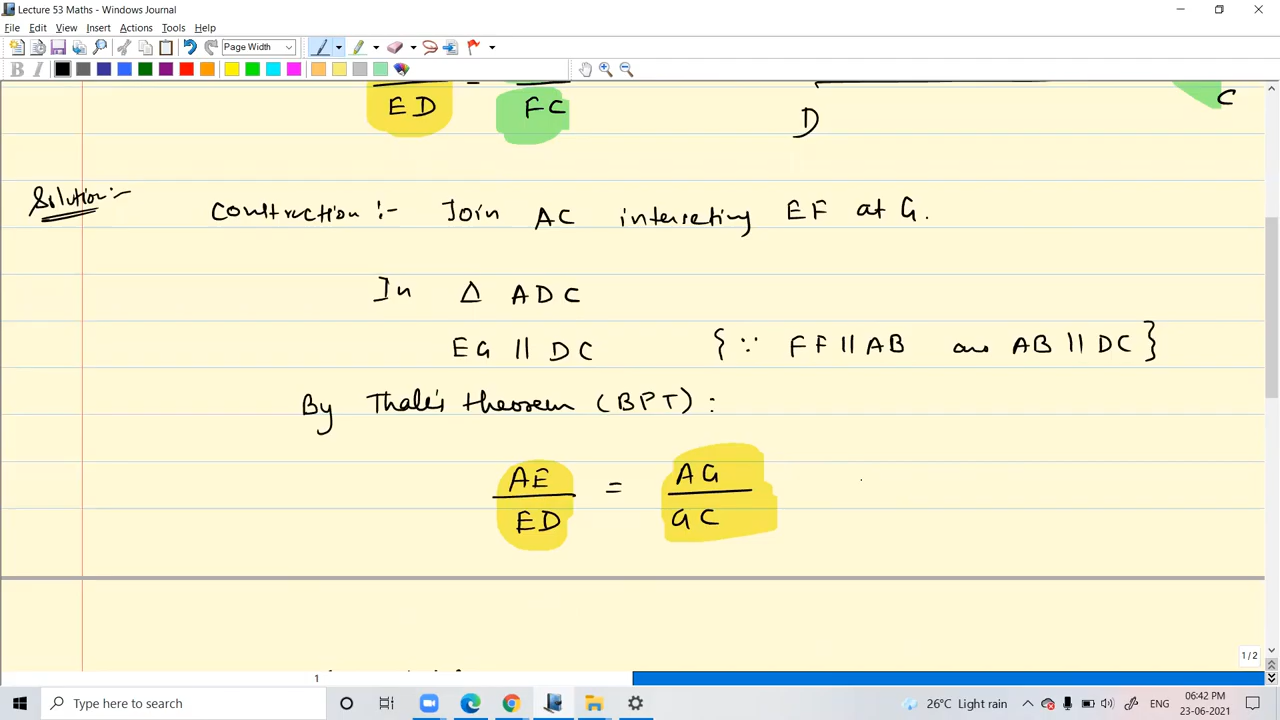 Lecture 53 Maths - Windows Journal
File Edit View Insert Actions Tools Help
Page Width
B I
ED = FC
D C
Solution:-
Construction :- Join AC interseting EF at G.
In Δ ADC
EG || DC { ∵ FF || AB and AB || DC }
By Thale's theorem (BPT) :
AE = AG
ED GC
1/2
1
Type here to search
26°C Light rain
ENG
06:42 PM
23-06-2021